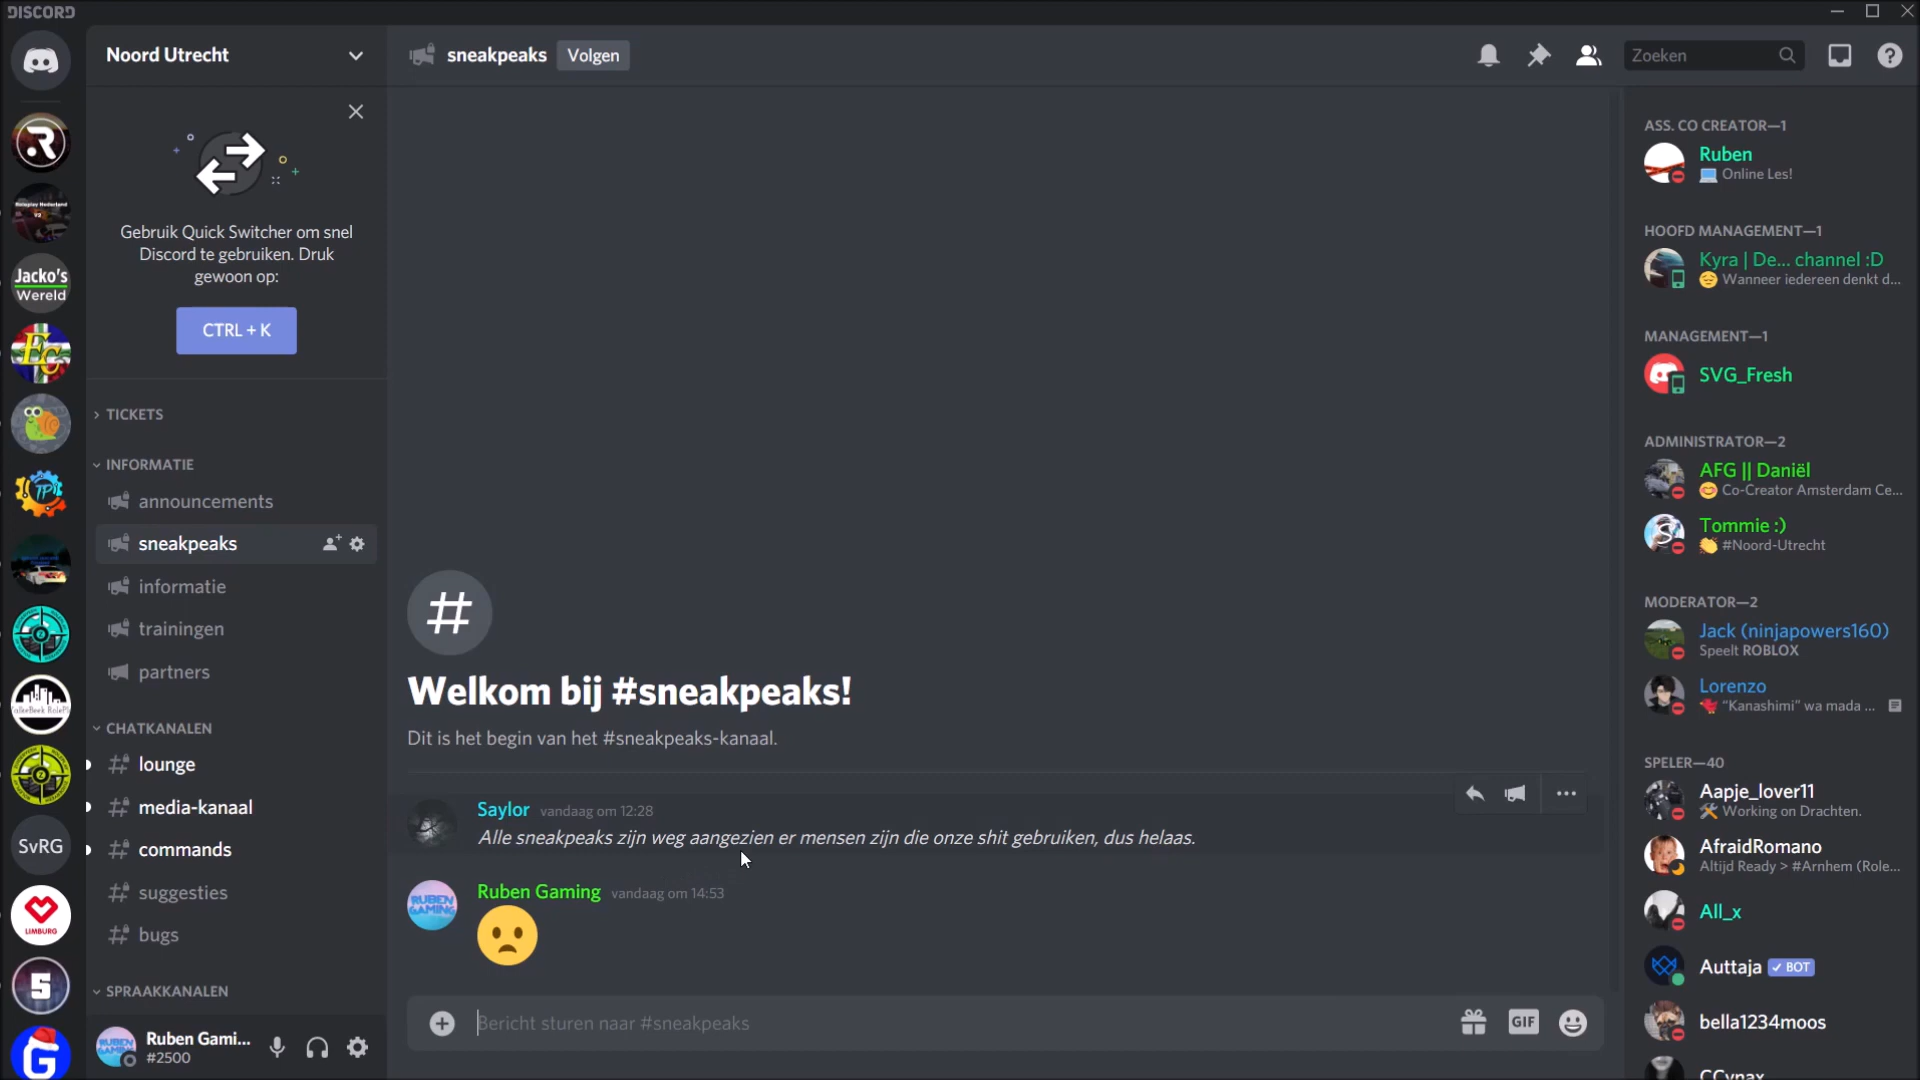 DISCORD
Noord Utrecht
sneakpeaks
Volgen
Zoeken
Gebruik Quick Switcher om snel
Discord te gebruiken. Druk
gewoon op:
CTRL + K
TICKETS
INFORMATIE
announcements
sneakpeaks
informatie
trainingen
partners
CHATKANALEN
lounge
media-kanaal
commands
suggesties
bugs
SPRAAKKANALEN
Ruben Gami...
#2500
Jacko's
Wereld
SvRG
LIMBURG
Welkom bij #sneakpeaks!
Dit is het begin van het #sneakpeaks-kanaal.
Saylor vandaag om 12:28
Alle sneakpeaks zijn weg aangezien er mensen zijn die onze shit gebruiken, dus helaas.
Ruben Gaming vandaag om 14:53
RUBEN
GAMING
Bericht sturen naar #sneakpeaks
GIF
ASS. CO CREATOR—1
Ruben
Online Les!
HOOFD MANAGEMENT—1
Kyra | De... channel :D
Wanneer iedereen denkt d...
MANAGEMENT—1
SVG_Fresh
ADMINISTRATOR—2
AFG || Daniël
Co-Creator Amsterdam Ce...
Tommie :)
#Noord-Utrecht
MODERATOR—2
Jack (ninjapowers160)
Speelt ROBLOX
Lorenzo
"Kanashimi" wa mada ...
SPELER—40
Aapje_lover11
Working on Drachten.
AfraidRomano
Altijd Ready > #Arnhem (Role...
All_x
Auttaja
BOT
bella1234moos
CCynax